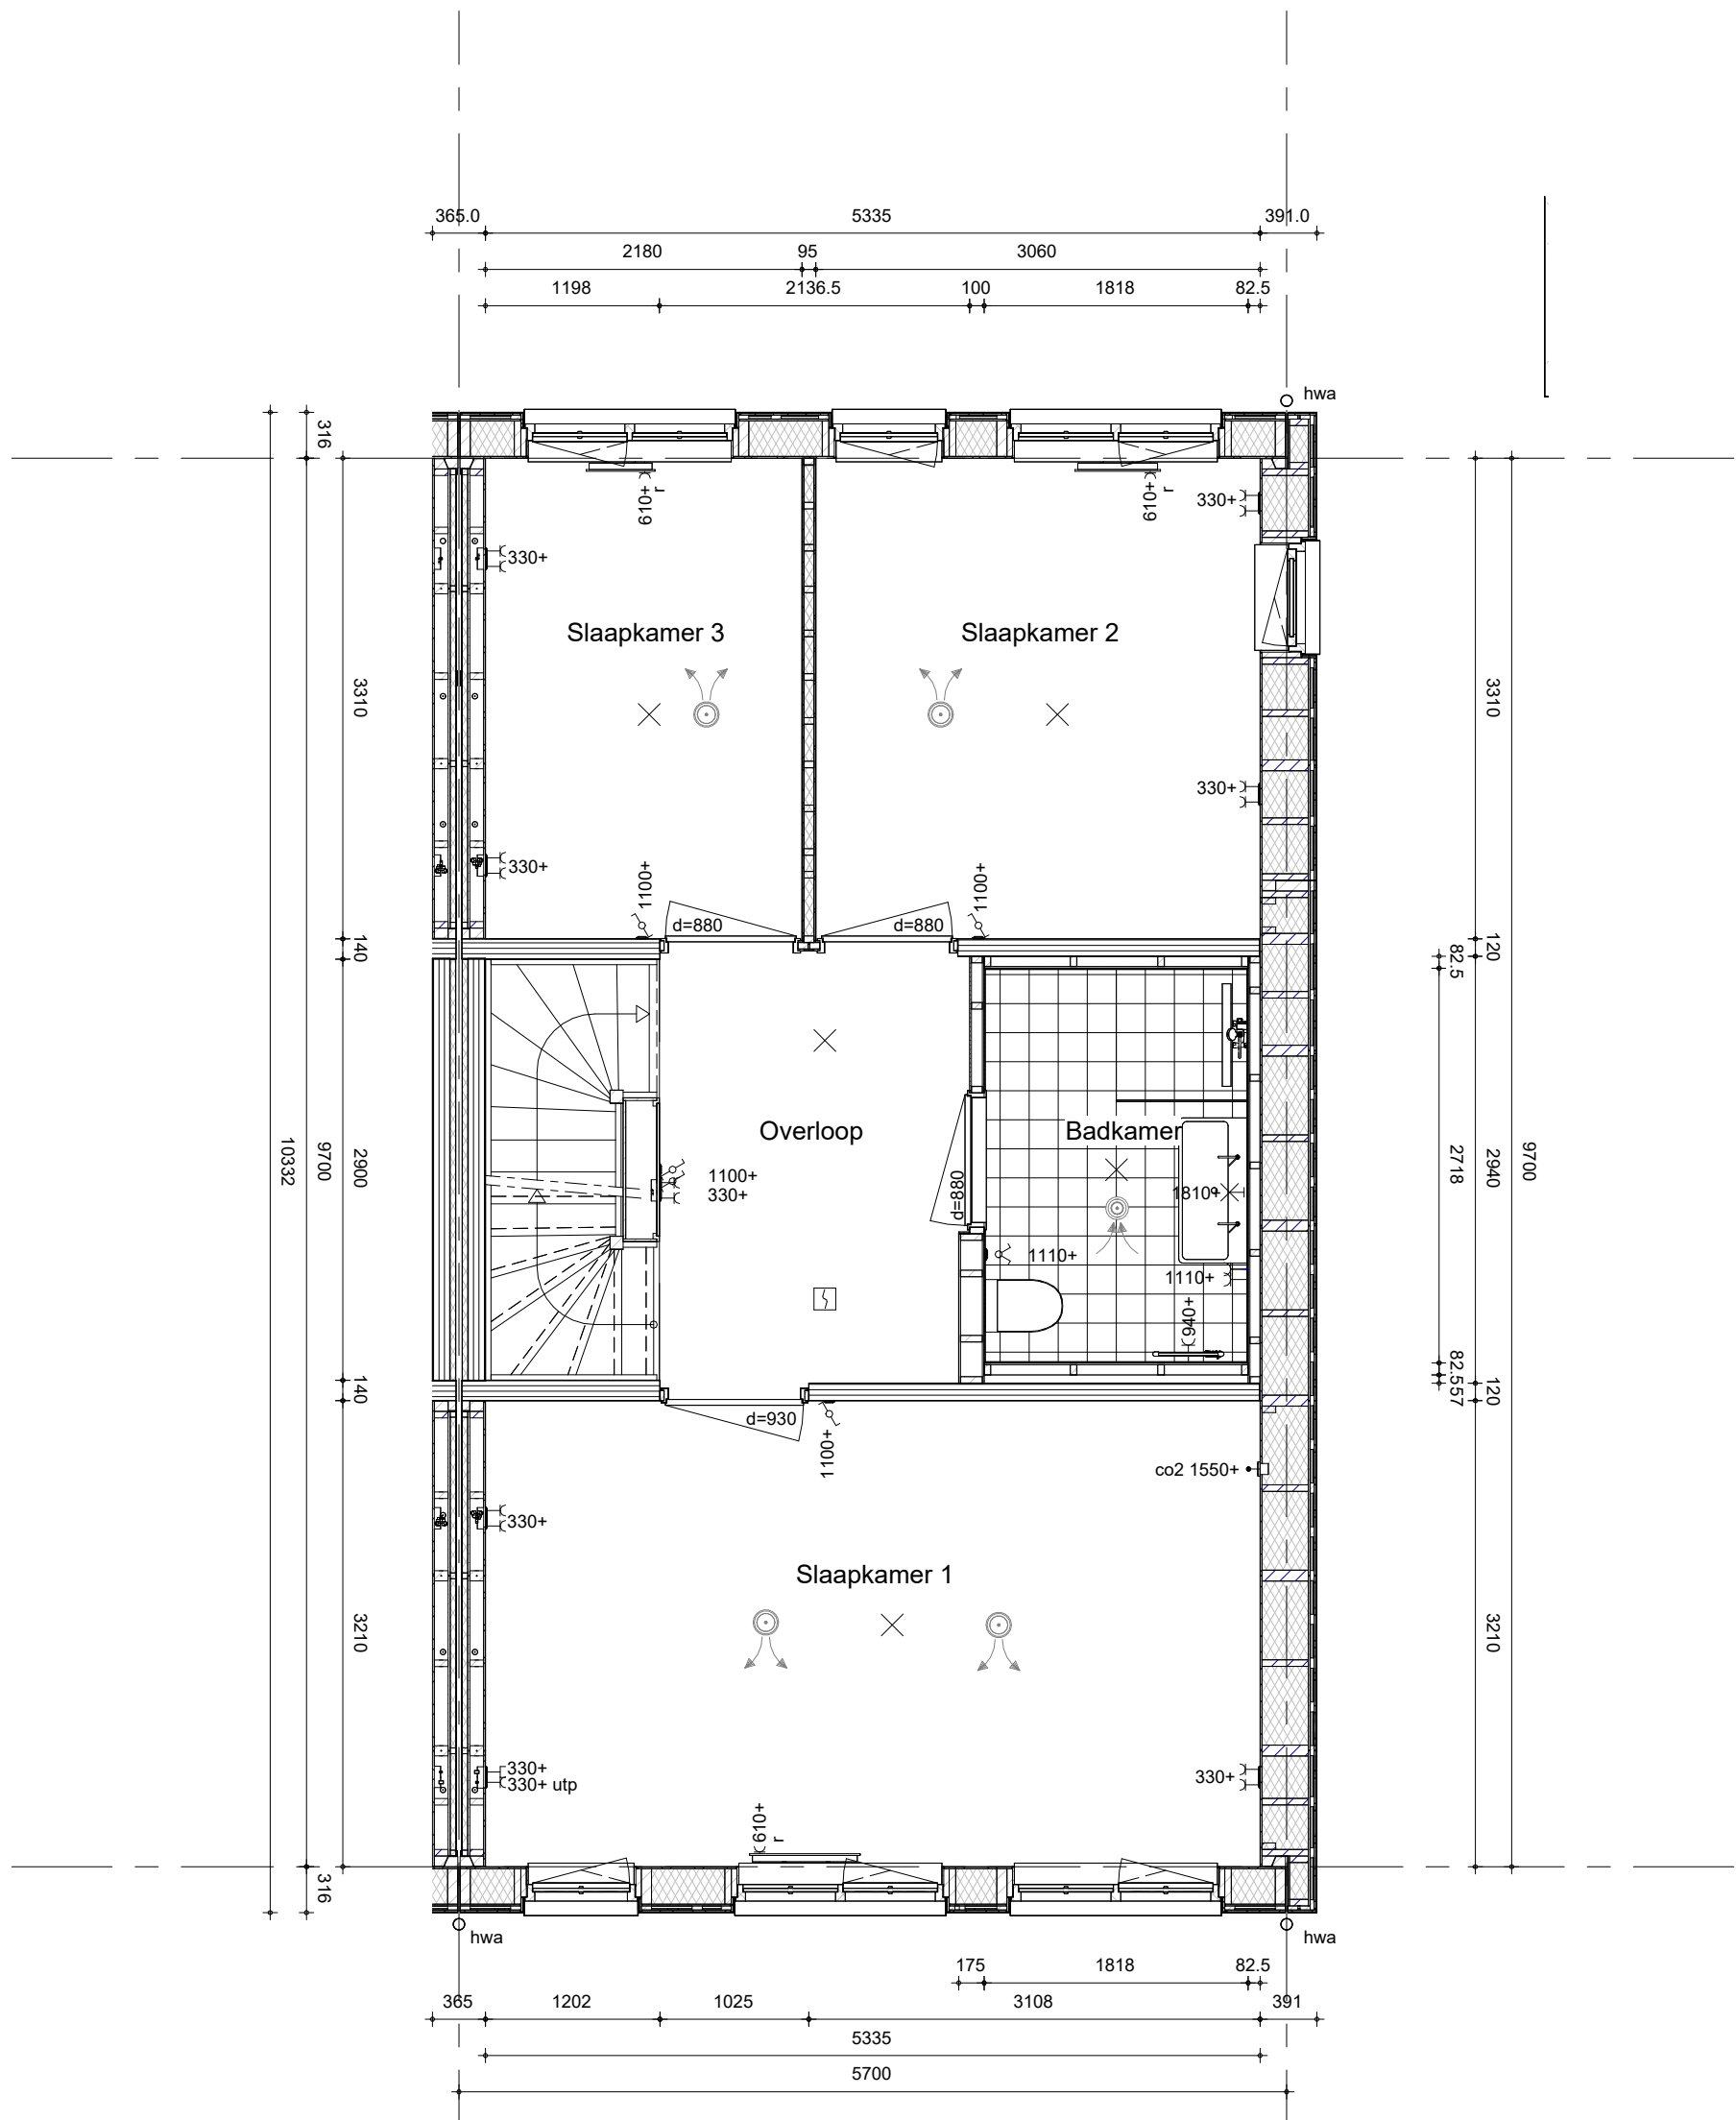 365.0 5335 391.0
2180 95 3060
1198 2136.5 100 1818 82.5
hwa
316
610+ r
610+ r
330+
330+
Slaapkamer 3 Slaapkamer 2
3310
3310
330+
330+
1100+
1100+
d=880 d=880
140
120
82.5
Overloop Badkamer
10332
9700
2900
1100+
330+
d=880
1810+
2718
2940
9700
1110+
1110+
940+
140
82.557
120
d=930
1100+
co2 1550+
330+
Slaapkamer 1
3210
3210
330+
330+ utp
330+
610+ r
316
hwa hwa
175 1818 82.5
365 1202 1025 3108 391
5335
5700